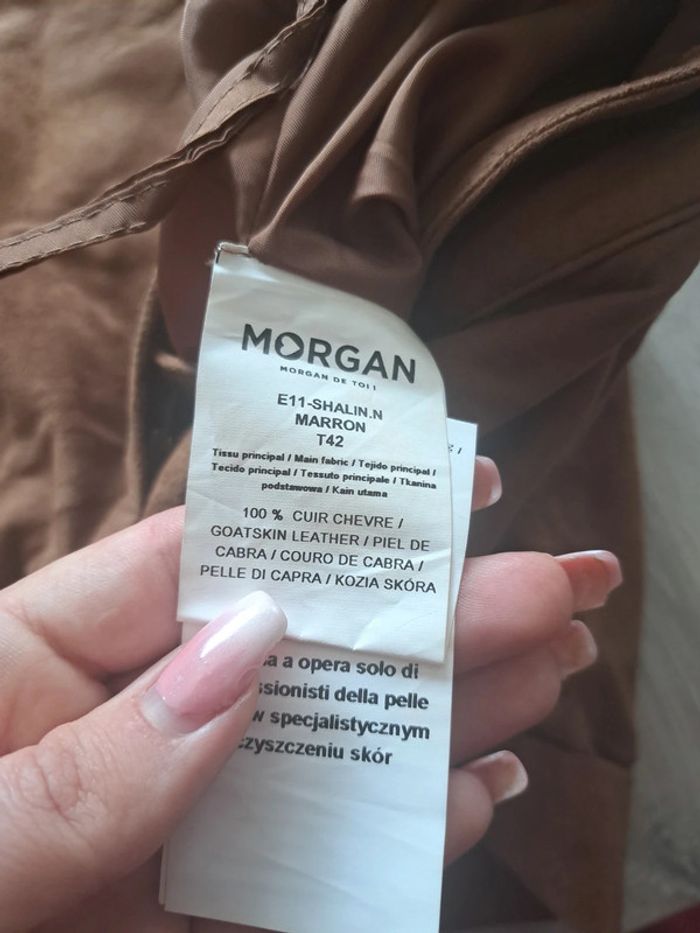 MORGAN
MORGAN DE TOI !
E11-SHALIN.N
MARRON
T42
Tissu principal / Main fabric / Tejido principal /
Tecido principal / Tessuto principale / Tkanina
podstawowa / Kain utama
100 % CUIR CHEVRE /
GOATSKIN LEATHER / PIEL DE
CABRA / COURO DE CABRA /
PELLE DI CAPRA / KOZIA SKÓRA
a opera solo di
della pelle
specjalistycznym
skór